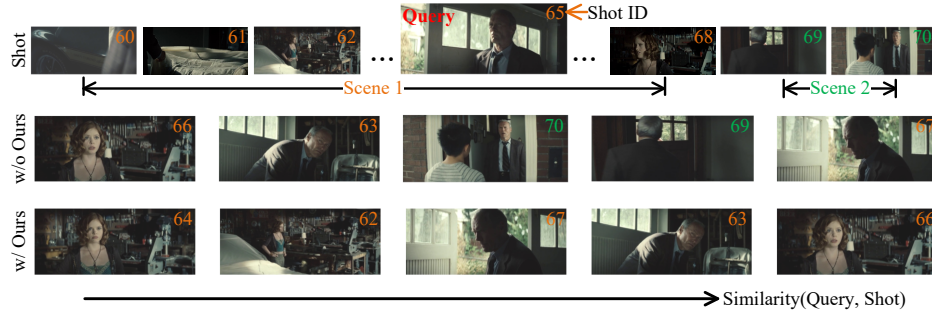 Query 65 Shot ID
Shot 60 61 62 ... ... 68 69 70
Scene 1 Scene 2
w/o Ours 66 63 70 69 67
w/ Ours 64 62 67 63 66
Similarity(Query, Shot)